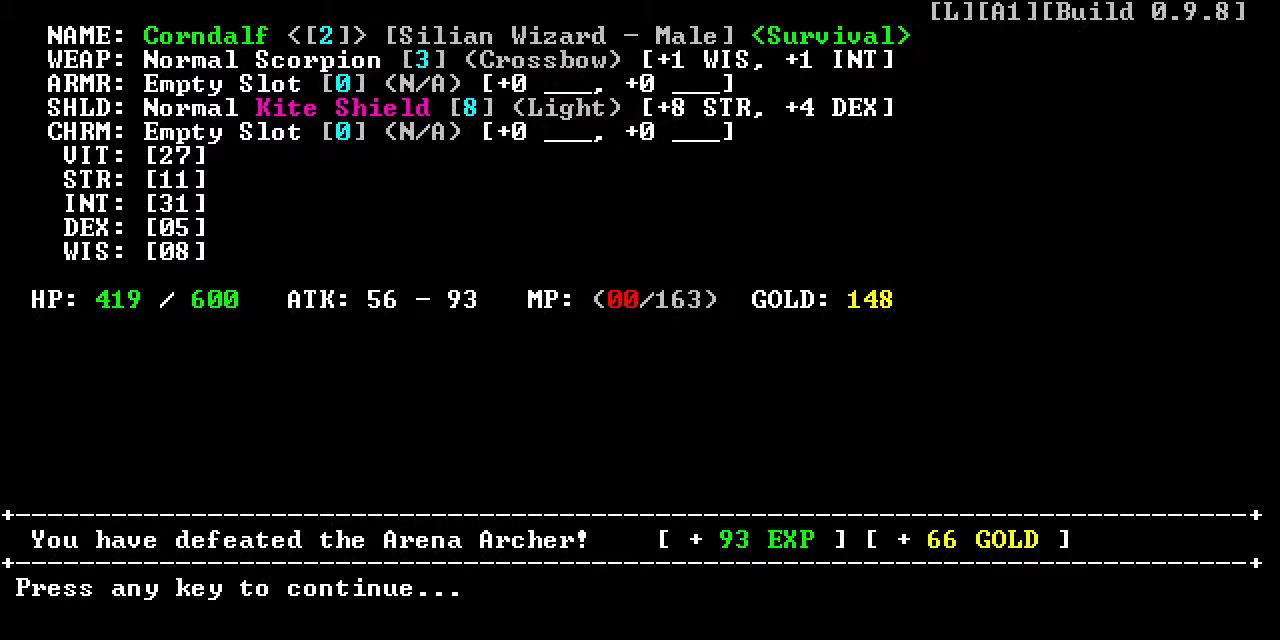 [L][A1][Build 0.9.8]
NAME: Corndalf <[2]> [Silian Wizard - Male] <Survival>
WEAP: Normal Scorpion [3] (Crossbow) [+1 WIS, +1 INT]
ARMR: Empty Slot [0] (N/A) [+0 ___, +0 ___]
SHLD: Normal Kite Shield [8] (Light) [+8 STR, +4 DEX]
CHRM: Empty Slot [0] (N/A) [+0 ___, +0 ___]
VIT: [27]
STR: [11]
INT: [31]
DEX: [05]
WIS: [08]
HP: 419 / 600 ATK: 56 - 93 MP: (00/163) GOLD: 148
You have defeated the Arena Archer! [ + 93 EXP ] [ + 66 GOLD ]
Press any key to continue...